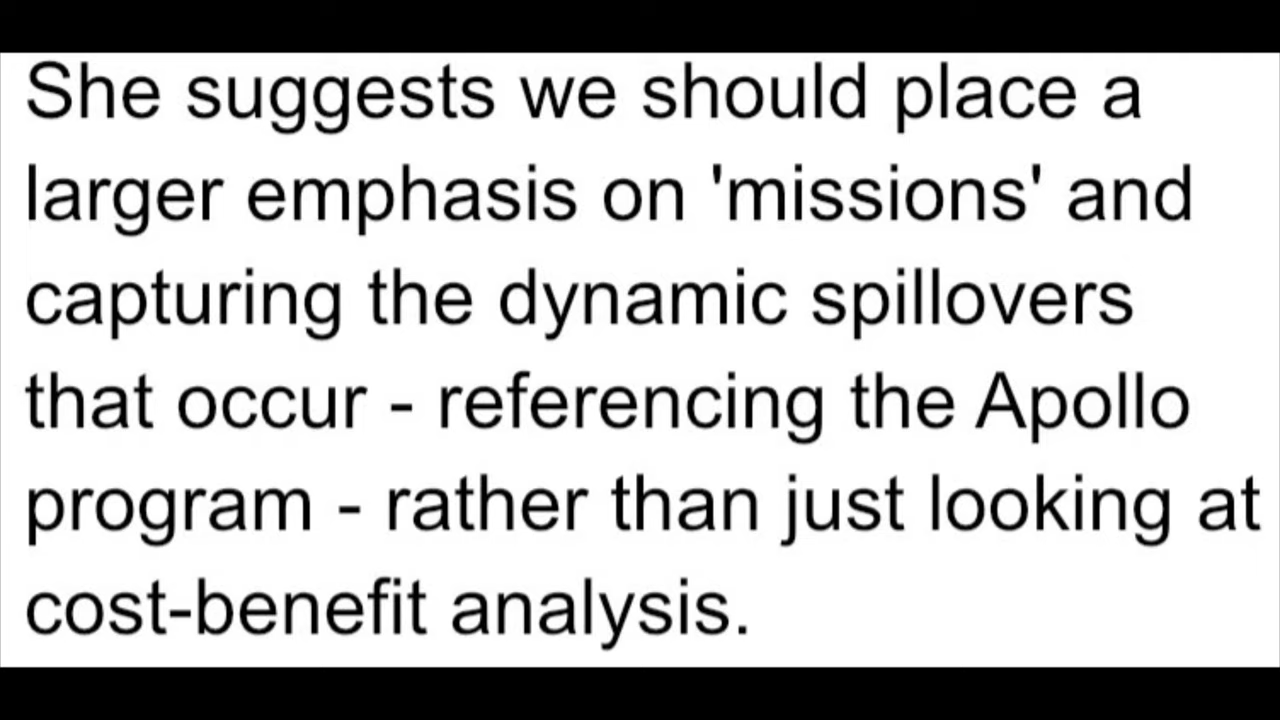 She suggests we should place a
larger emphasis on 'missions' and
capturing the dynamic spillovers
that occur - referencing the Apollo
program - rather than just looking at
cost-benefit analysis.